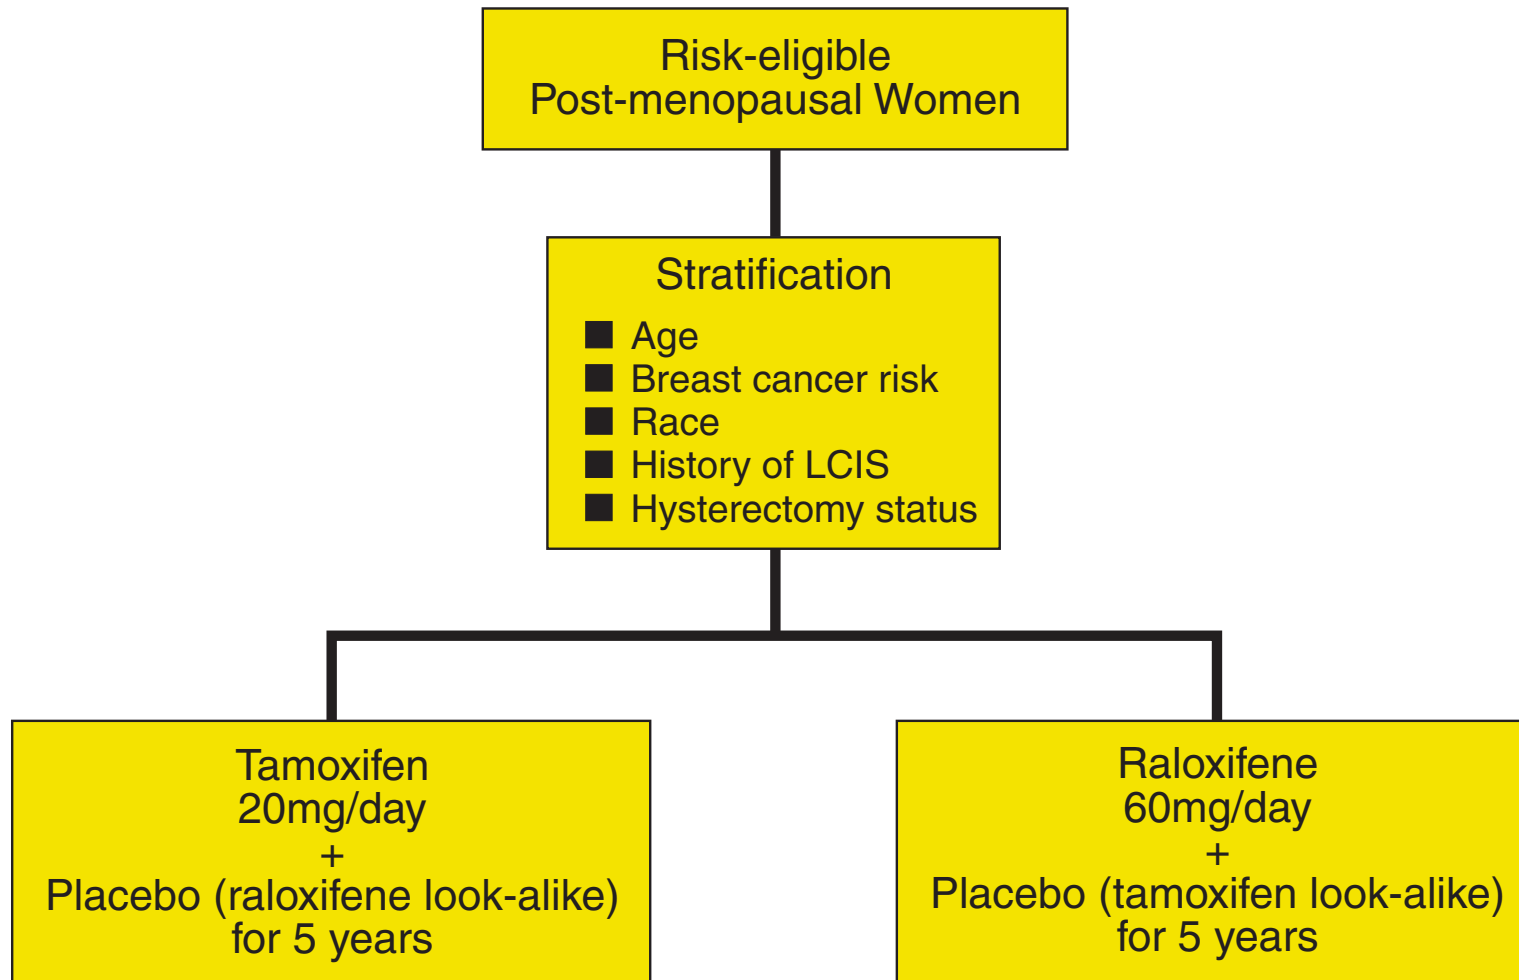 Risk-eligible
Post-menopausal Women
Stratification
■ Age
■ Breast cancer risk
■ Race
■ History of LCIS
■ Hysterectomy status
Tamoxifen
20mg/day
+
Placebo (raloxifene look-alike)
for 5 years
Raloxifene
60mg/day
+
Placebo (tamoxifen look-alike)
for 5 years